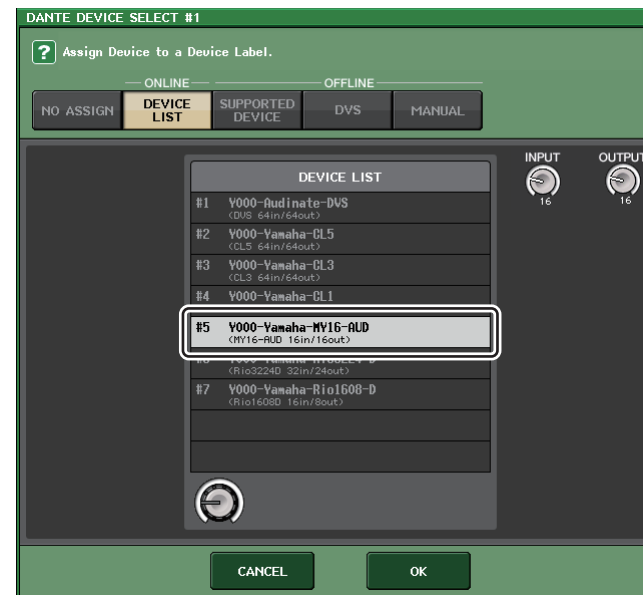 DANTE DEVICE SELECT #1
? Assign Device to a Device Label.
ONLINE OFFLINE
NO ASSIGN DEVICE LIST SUPPORTED DEVICE DVS MANUAL
DEVICE LIST
INPUT OUTPUT
16 16
#1 Y000-Audinate-DVS
(DVS 64in/64out)
#2 Y000-Yamaha-CL5
(CL5 64in/64out)
#3 Y000-Yamaha-CL3
(CL3 64in/64out)
#4 Y000-Yamaha-CL1
#5 Y000-Yamaha-MY16-AUD
(MY16-AUD 16in/16out)
(Rio3224D 32in/24out)
#7 Y000-Yamaha-Rio1608-D
(Rio1608D 16in/8out)
CANCEL OK